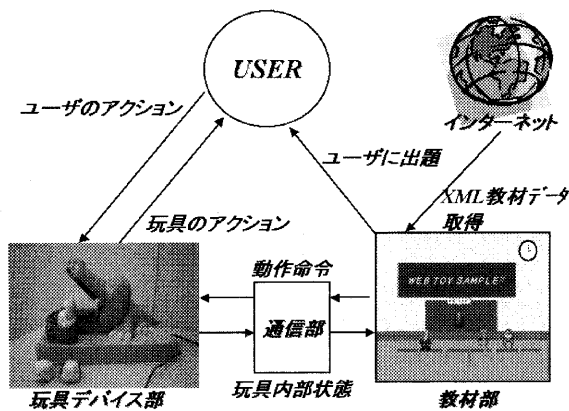 USER
ユーザのアクション
インターネット
ユーザに出題
XML教材データ
取得
玩具のアクション
動作命令
WEB TOY SAMPLE
通信部
玩具内部状態
玩具デバイス部
教材部